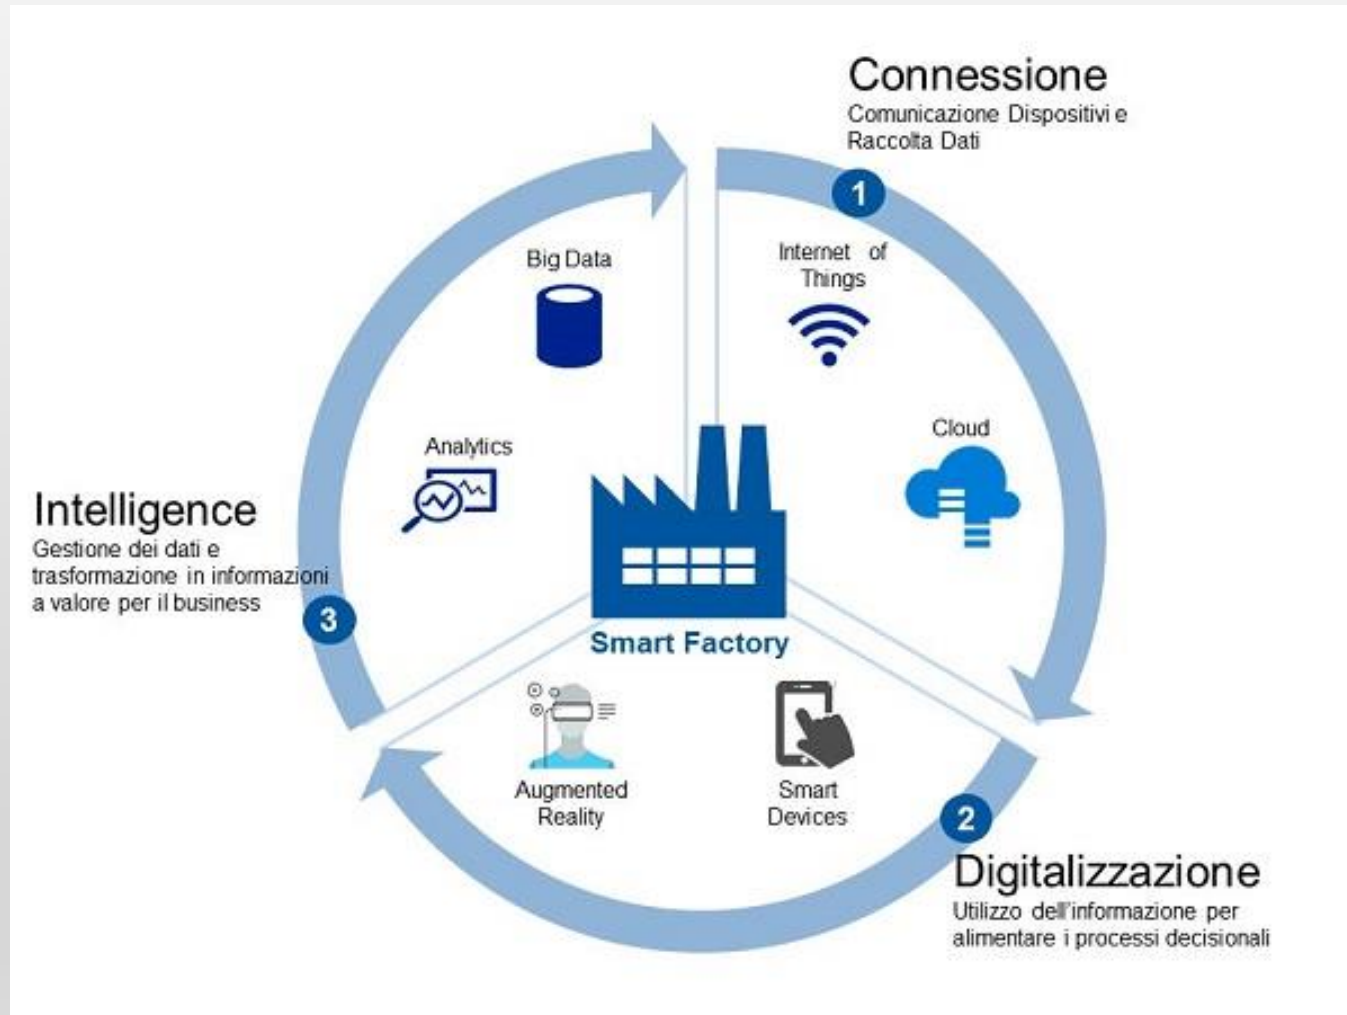 Connessione
Comunicazione Dispositivi e
Raccolta Dati
1
Internet of
Things
Cloud
Big Data
Analytics
Intelligence
Gestione dei dati e
trasformazione in informazioni
a valore per il business
3
Smart Factory
Augmented
Reality
Smart
Devices
2
Digitalizzazione
Utilizzo dell'informazione per
alimentare i processi decisionali